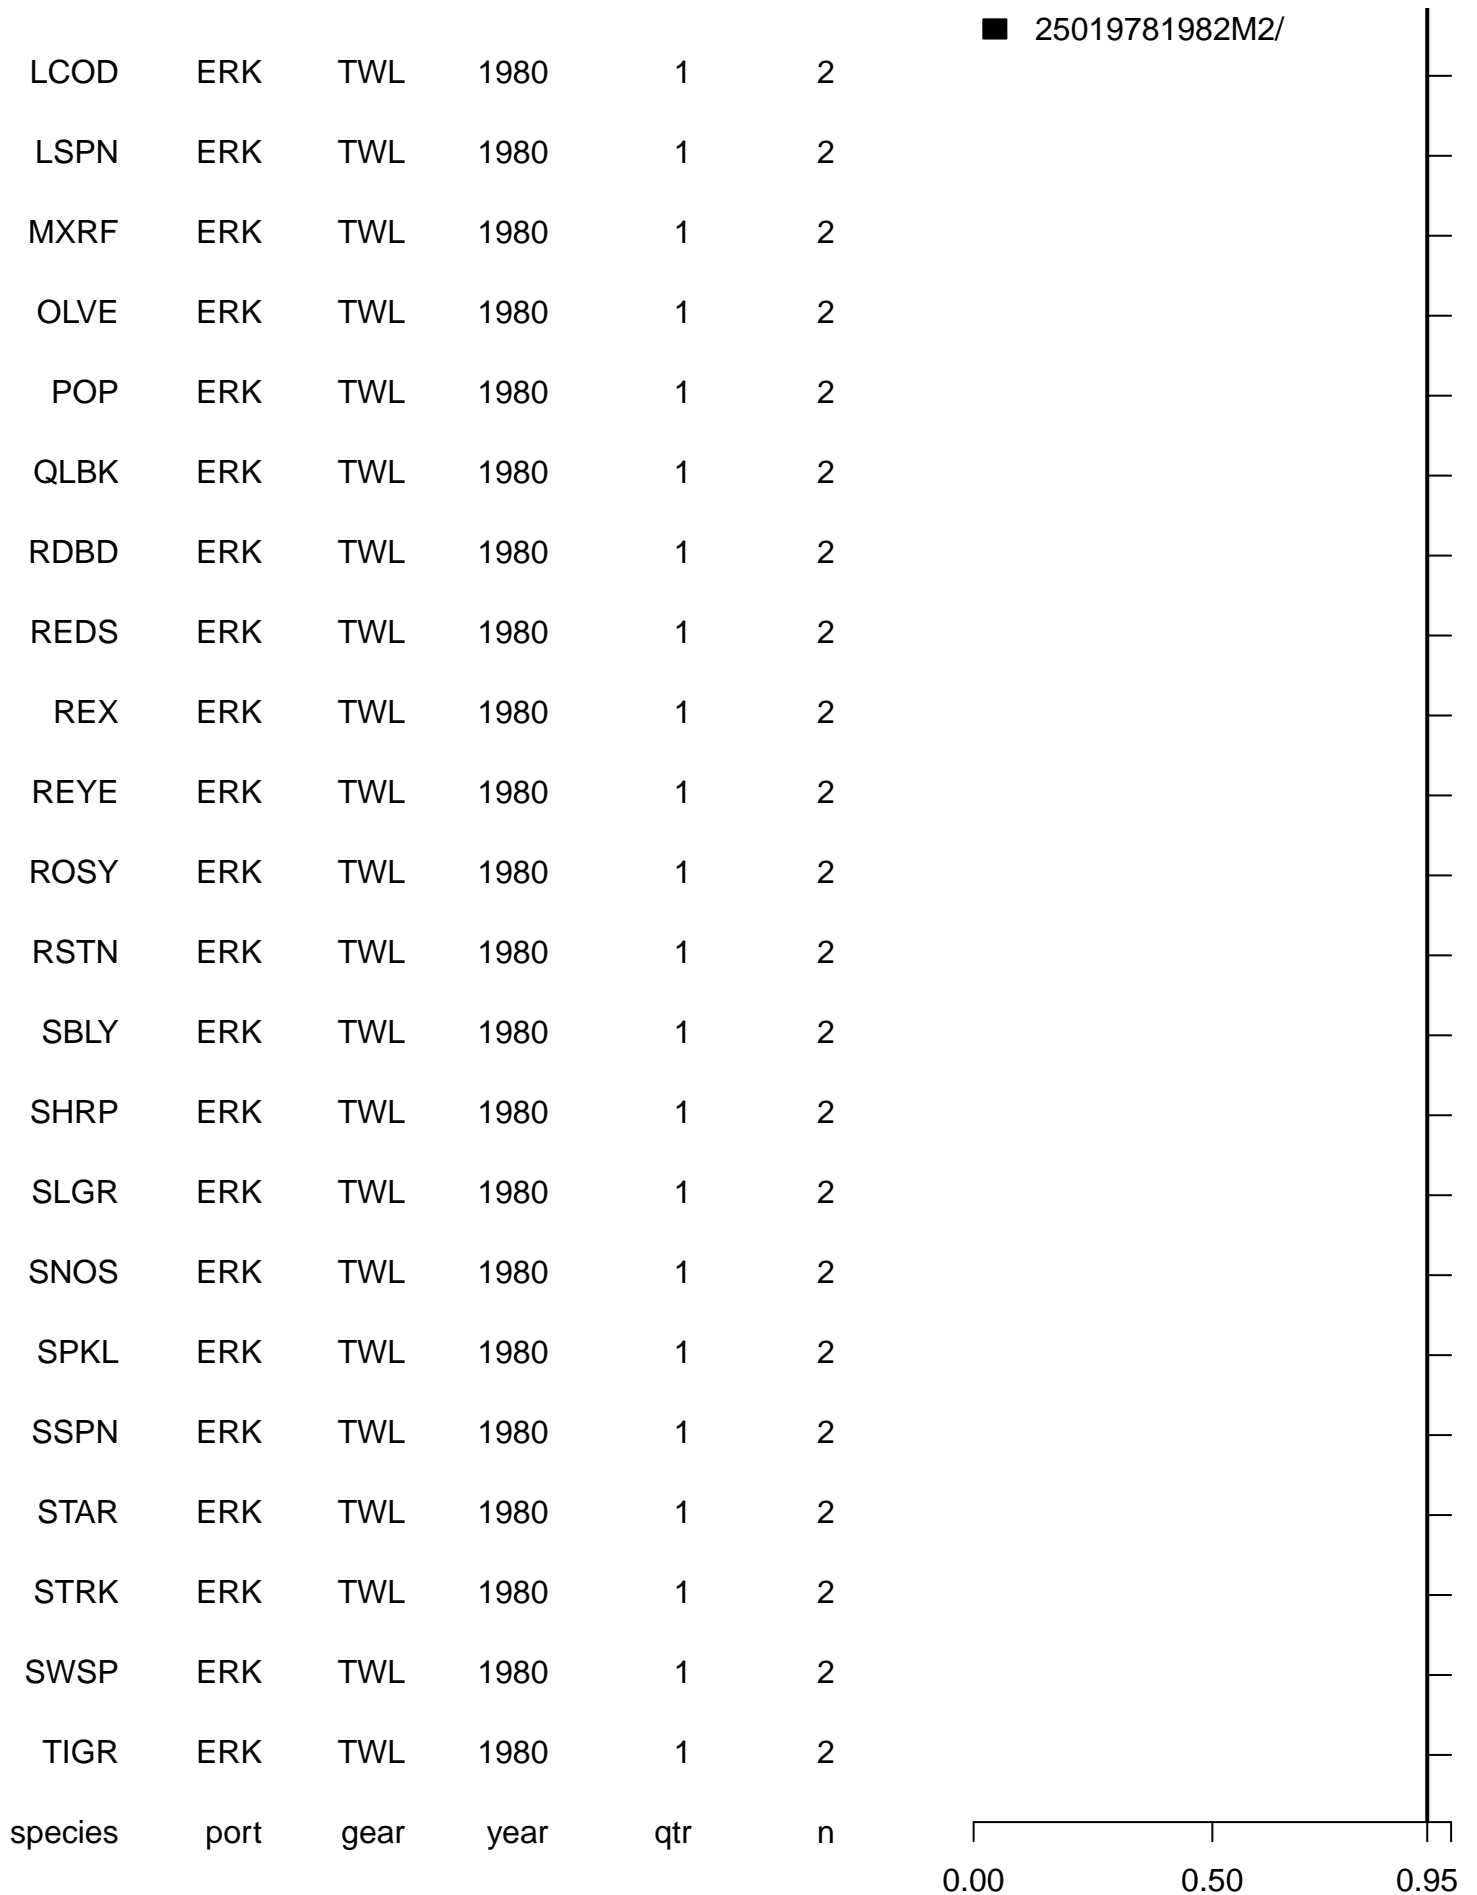 25019781982M2/
LCOD ERK TWL 1980 1 2
LSPN ERK TWL 1980 1 2
MXRF ERK TWL 1980 1 2
OLVE ERK TWL 1980 1 2
POP ERK TWL 1980 1 2
QLBK ERK TWL 1980 1 2
RDBD ERK TWL 1980 1 2
REDS ERK TWL 1980 1 2
REX ERK TWL 1980 1 2
REYE ERK TWL 1980 1 2
ROSY ERK TWL 1980 1 2
RSTN ERK TWL 1980 1 2
SBLY ERK TWL 1980 1 2
SHRP ERK TWL 1980 1 2
SLGR ERK TWL 1980 1 2
SNOS ERK TWL 1980 1 2
SPKL ERK TWL 1980 1 2
SSPN ERK TWL 1980 1 2
STAR ERK TWL 1980 1 2
STRK ERK TWL 1980 1 2
SWSP ERK TWL 1980 1 2
TIGR ERK TWL 1980 1 2
species port gear year qtr n
0.00 0.50 0.95